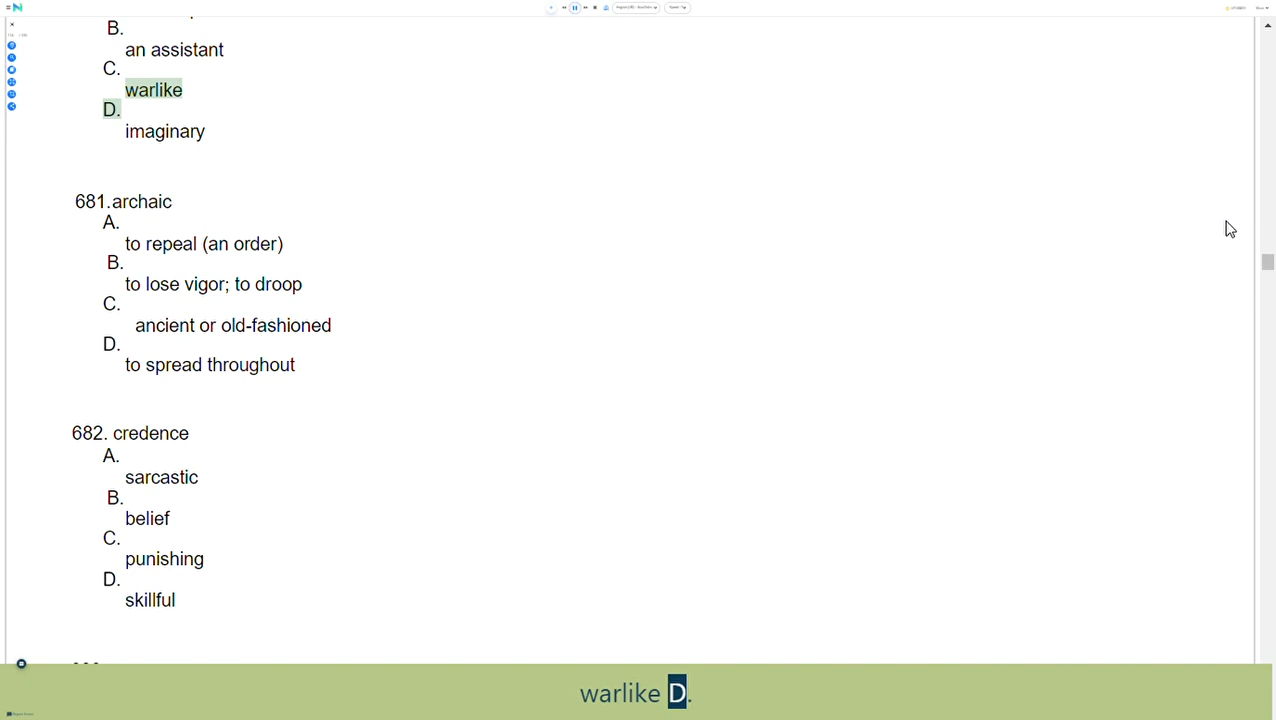 B.
an assistant
C.
warlike
D.
imaginary
681.archaic
A.
to repeal (an order)
B.
to lose vigor; to droop
C.
ancient or old-fashioned
D.
to spread throughout
682. credence
A.
sarcastic
B.
belief
C.
punishing
D.
skillful
warlike D.